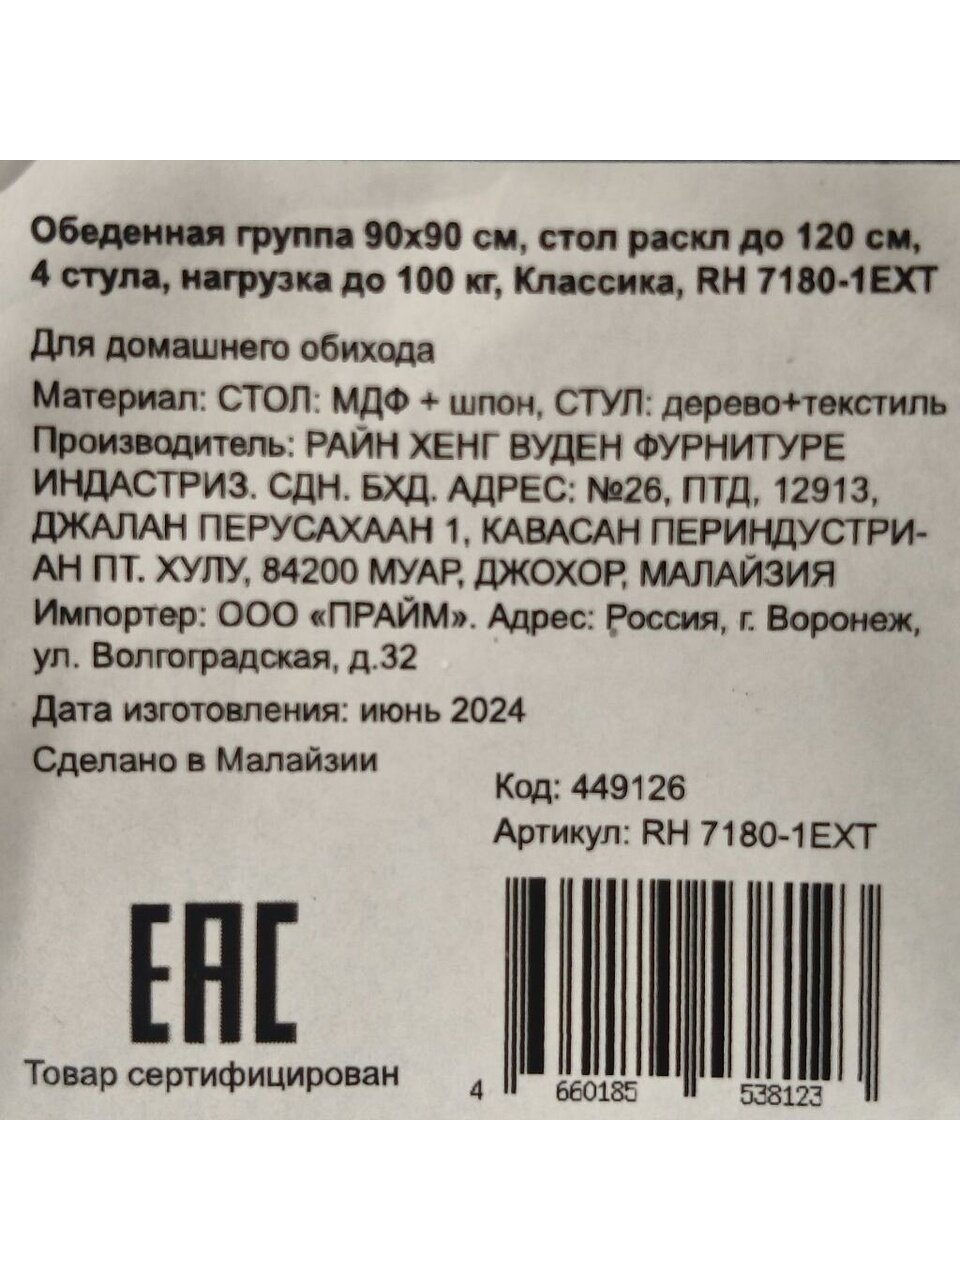 Обеденная группа 90х90 см, стол раскл до 120 см,
4 стула, нагрузка до 100 кг, Классика, RH 7180-1EXT
Для домашнего обихода
Материал: СТОЛ: МДФ + шпон, СТУЛ: дерево+текстиль
Производитель: РАЙН ХЕНГ ВУДЕН ФУРНИТУРЕ
ИНДАСТРИЗ. СДН. БХД. АДРЕС: №26, ПТД, 12913,
ДЖАЛАН ПЕРУСАХААН 1, КАВАСАН ПЕРИНДУСТРИ-
АН ПТ. ХУЛУ, 84200 МУАР, ДЖОХОР, МАЛАЙЗИЯ
Импортер: ООО «ПРАЙМ». Адрес: Россия, г. Воронеж,
ул. Волгоградская, д.32
Дата изготовления: июнь 2024
Сделано в Малайзии
Код: 449126
Артикул: RH 7180-1EXT
EAC
Товар сертифицирован
4 660185 538123